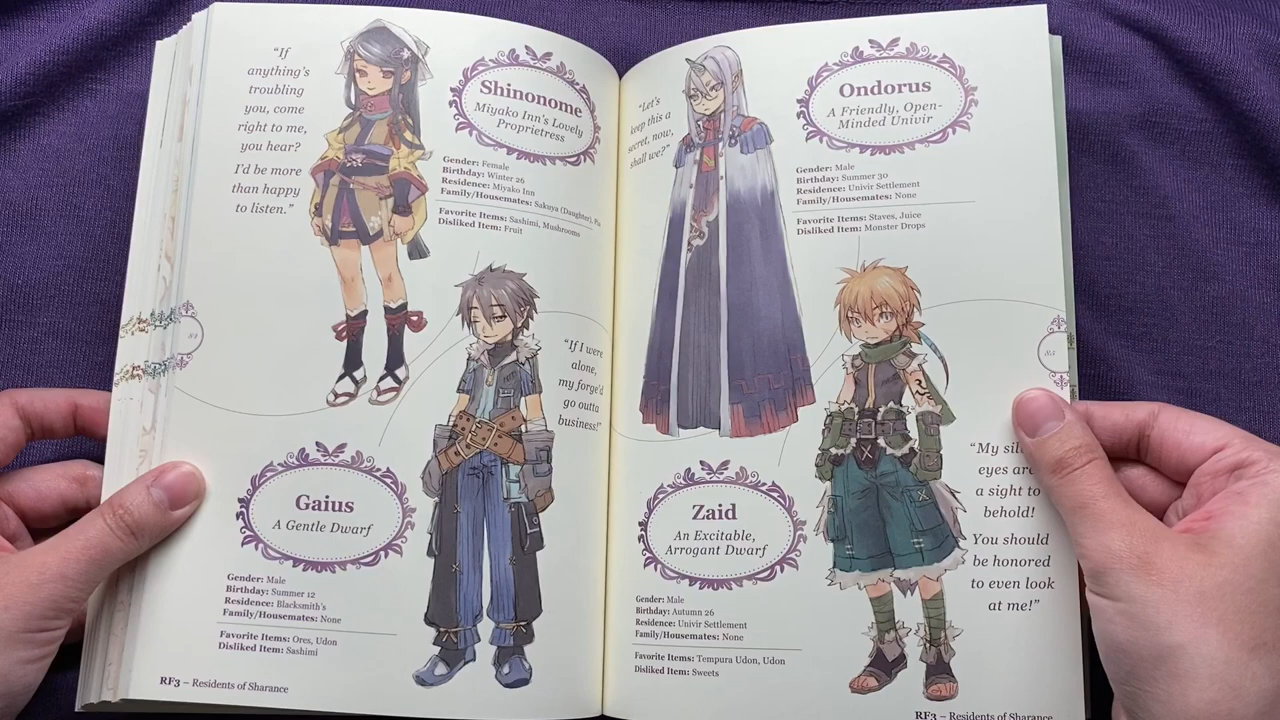 "If
anything's
troubling
you, come
right to me,
you hear?
I'd be more
than happy
to listen."
Shinonome
Miyako Inn's Lovely
Proprietress
Gender: Female
Birthday: Winter 26
Residence: Miyako Inn
Family/Housemates: Sakuya (Daughter), Pia
Favorite Items: Sashimi, Mushrooms
Disliked Item: Fruit
84
"If I were
alone,
my forge'd
go outta
business!"
Gaius
A Gentle Dwarf
Gender: Male
Birthday: Summer 12
Residence: Blacksmith's
Family/Housemates: None
Favorite Items: Ores, Udon
Disliked Item: Sashimi
RF3 – Residents of Sharance
"Let's
keep this a
secret, now,
shall we?"
Ondorus
A Friendly, Open-
Minded Univir
Gender: Male
Birthday: Summer 30
Residence: Univir Settlement
Family/Housemates: None
Favorite Items: Staves, Juice
Disliked Item: Monster Drops
85
Zaid
An Excitable,
Arrogant Dwarf
Gender: Male
Birthday: Autumn 26
Residence: Univir Settlement
Family/Housemates: None
Favorite Items: Tempura Udon, Udon
Disliked Item: Sweets
"My
eyes are
a sight to
behold!
You should
be honored
to even look
at me!"
RF3 – Residents of Sharance